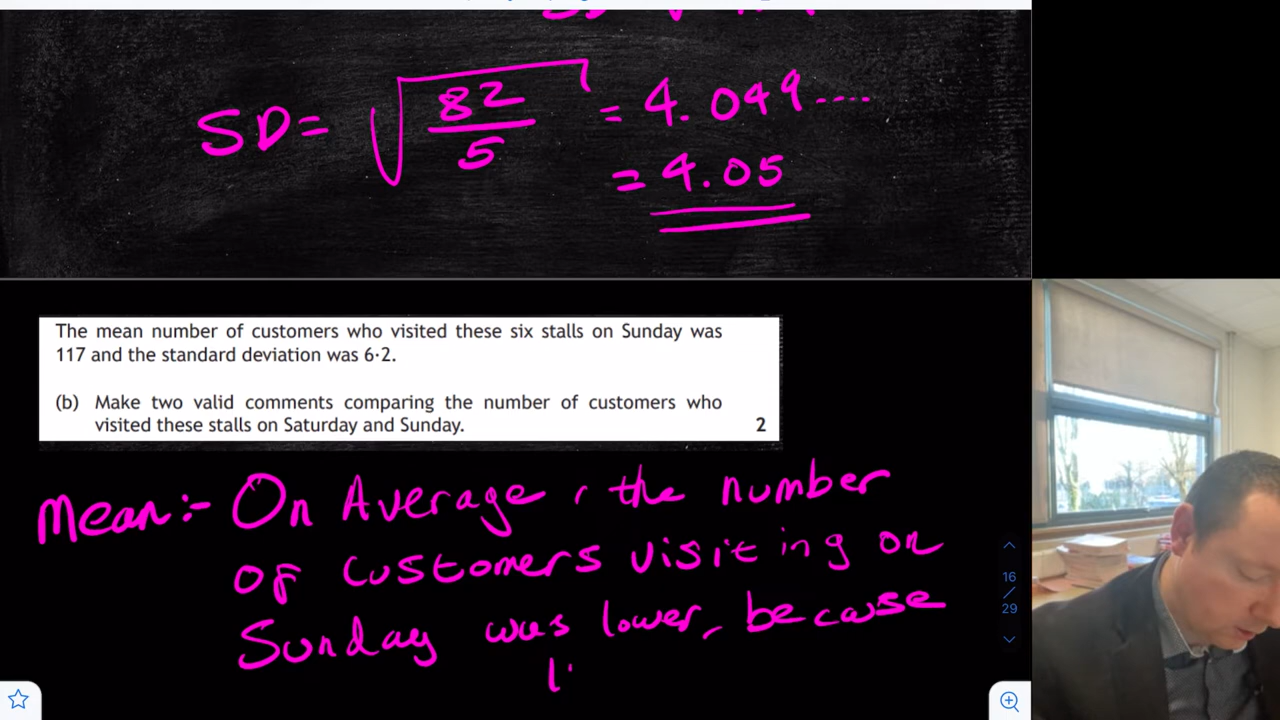 SD= √82/5 = 4.049....
= 4.05
The mean number of customers who visited these six stalls on Sunday was
117 and the standard deviation was 6·2.
(b) Make two valid comments comparing the number of customers who
visited these stalls on Saturday and Sunday. 2
Mean:- On Average, the number
of customers visiting on
Sunday was lower, because
16
/
29